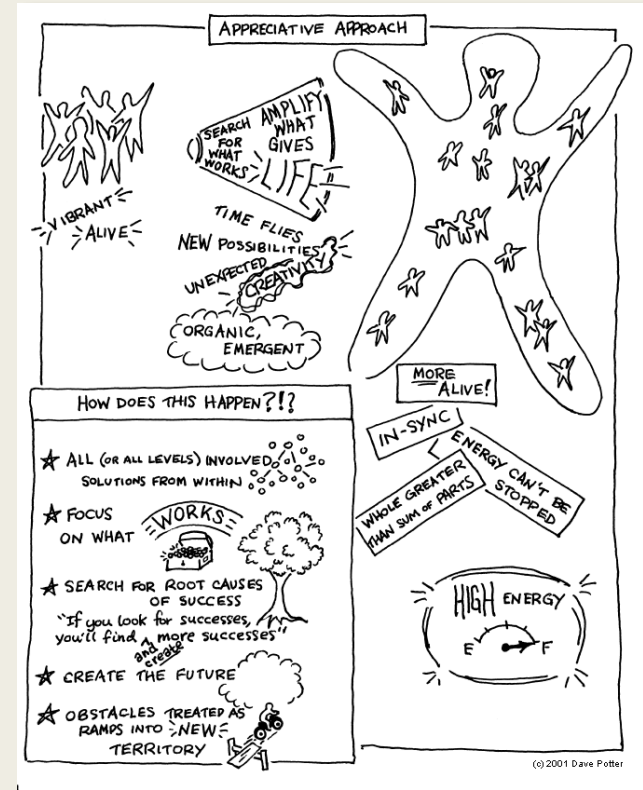 APPRECIATIVE APPROACH
SEARCH
FOR
WHAT
WORKS
AMPLIFY
WHAT
GIVES
LIFE
VIBRANT
ALIVE
TIME FLIES
NEW POSSIBILITIES
UNEXPECTED
CREATIVITY
ORGANIC,
EMERGENT
MORE
ALIVE!
IN-SYNC
ENERGY CAN'T BE
STOPPED
WHOLE GREATER
THAN SUM OF PARTS
HIGH ENERGY
E F
HOW DOES THIS HAPPEN?!?
ALL (OR ALL LEVELS) INVOLVED
SOLUTIONS FROM WITHIN
FOCUS
ON WHAT
WORKS
SEARCH FOR ROOT CAUSES
OF SUCCESS
"If you look for successes,
you'll find and create more successes"
CREATE THE FUTURE
OBSTACLES TREATED AS
RAMPS INTO NEW
TERRITORY
(c) 2001 Dave Potter